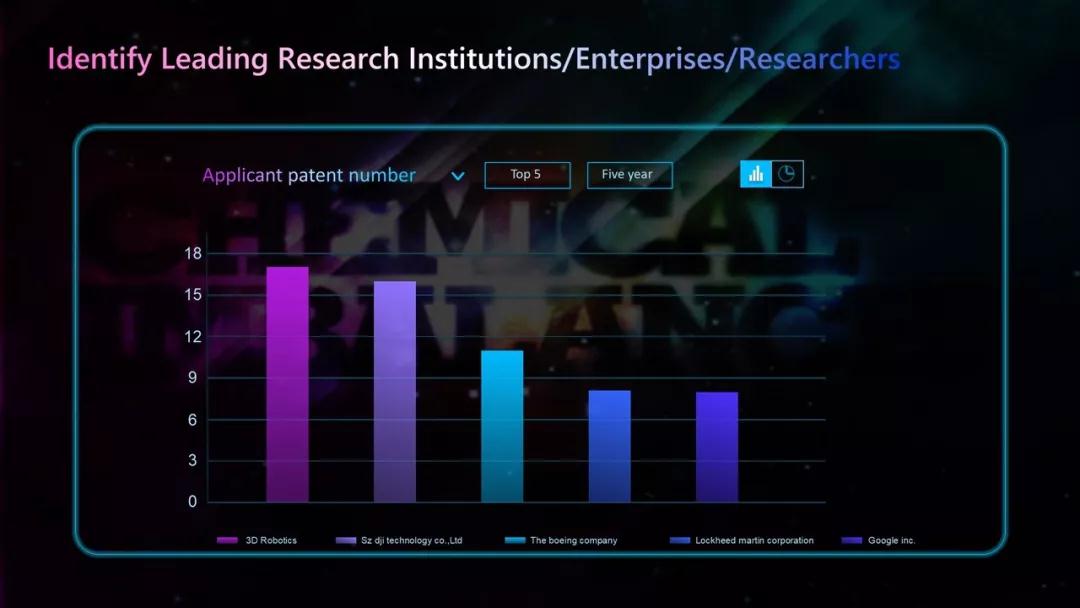 Identify Leading Research Institutions/Enterprises/Researchers
Applicant patent number
Top 5
Five year
18
15
12
9
6
3
0
3D Robotics
Sz dji technology co.,Ltd
The boeing company
Lockheed martin corporation
Google inc.
CHEMICAL